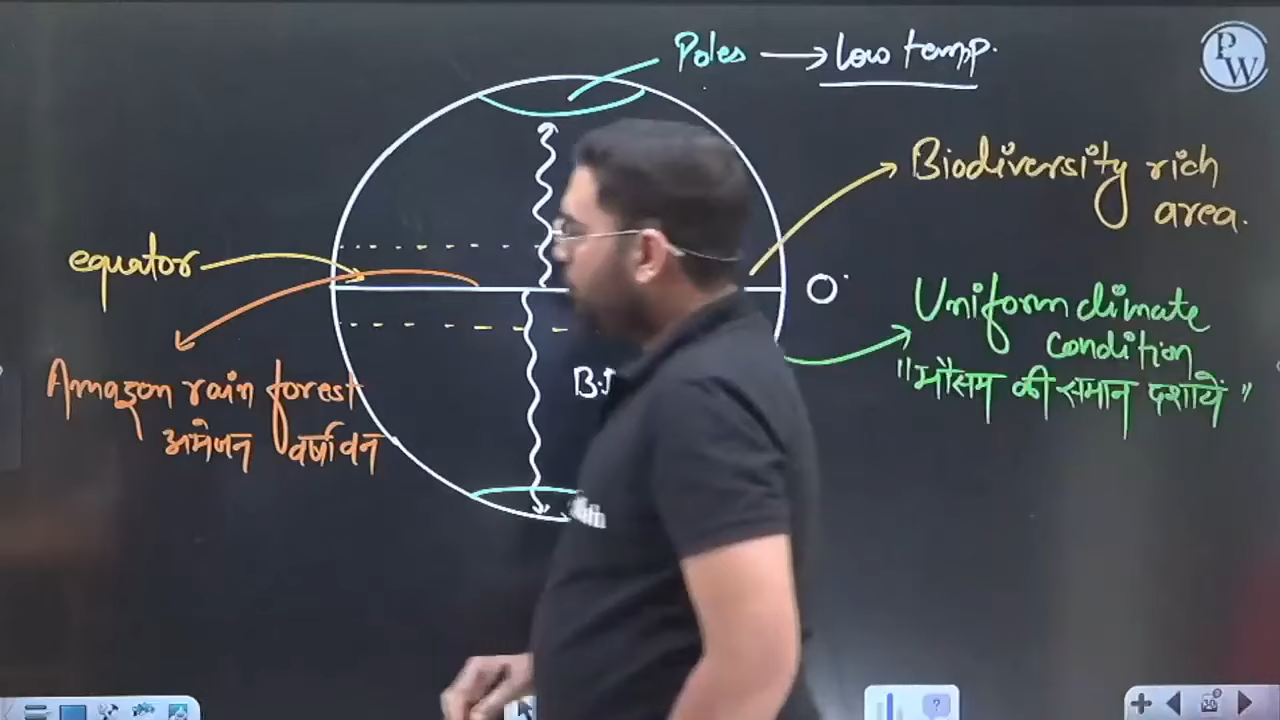 Poles → Low temp.
PW
Biodiversity rich
area.
equator
0°
Uniform climate
condition
"मौसम की समान दशायें"
Amazon rain forest
अमेजन वर्षावन
B.